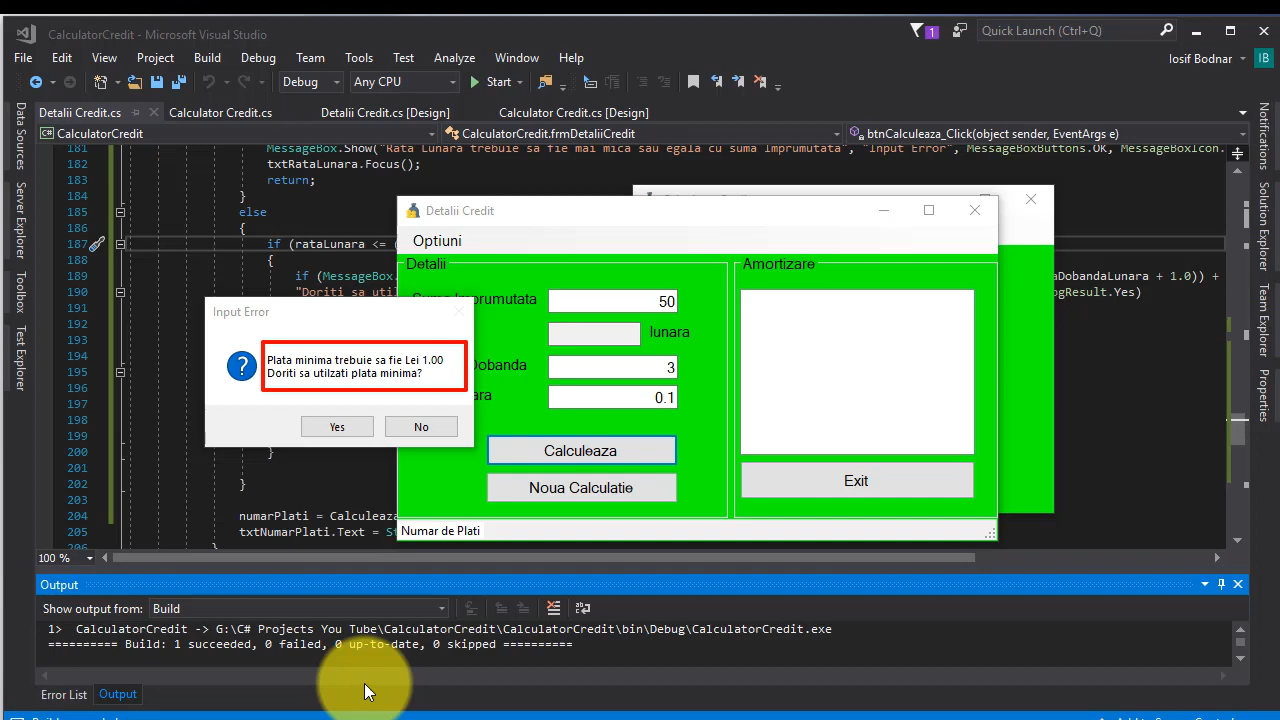 CalculatorCredit - Microsoft Visual Studio
1
Quick Launch (Ctrl+Q)
File Edit View Project Build Debug Team Tools Test Analyze Window Help
Iosif Bodnar IB
Debug Any CPU Start
Detalii Credit.cs Calculator Credit.cs Detalii Credit.cs [Design] Calculator Credit.cs [Design]
CalculatorCredit CalculatorCredit.frmDetaliiCredit btnCalculeaza_Click(object sender, EventArgs e)
Data Sources
Server Explorer
Toolbox
Test Explorer
Notifications
Solution Explorer
Team Explorer
Properties
181 MessageBox.Show("Rata Lunara trebuie sa fie mai mica sau egala cu suma Imprumutata", "Input Error", MessageBoxButtons.OK, MessageBoxIcon.
182 txtRataLunara.Focus();
183 return;
184 }
185 else
186 {
187 if (rataLunara <= (
188 {
189 if (MessageBox. aDobandaLunara + 1.0)) +
190 "Doriti sa util ogResult.Yes)
191
192
193
194
195
196
197
198
199
200 }
201
202 }
203
204 numarPlati = Calculeaza
205 txtNumarPlati.Text = St
206 }
Detalii Credit
Optiuni
Detalii
Suma Imprumutata 50
lunara
Dobanda 3
ara 0.1
Calculeaza
Noua Calculatie
Amortizare
Exit
Numar de Plati
Input Error
Plata minima trebuie sa fie Lei 1.00
Doriti sa utilzati plata minima?
Yes No
100 %
Output
Show output from: Build
1> CalculatorCredit -> G:\C# Projects You Tube\CalculatorCredit\CalculatorCredit\bin\Debug\CalculatorCredit.exe
========== Build: 1 succeeded, 0 failed, 0 up-to-date, 0 skipped ==========
Error List Output